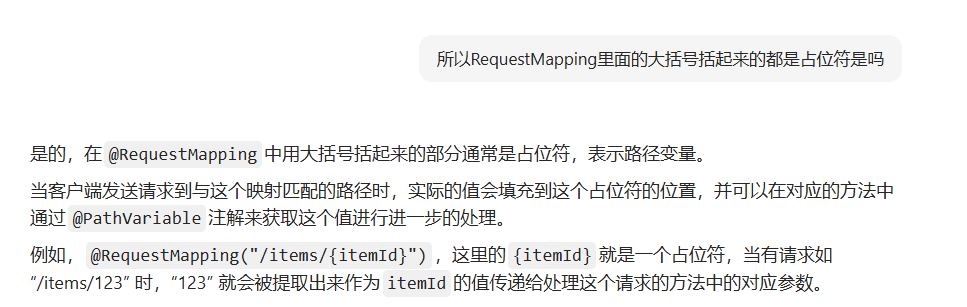 所以RequestMapping里面的大括号括起来的都是占位符是吗
是的，在 @RequestMapping 中用大括号括起来的部分通常是占位符，表示路径变量。
当客户端发送请求到与这个映射匹配的路径时，实际的值会填充到这个占位符的位置，并可以在对应的方法中
通过 @PathVariable 注解来获取这个值进行进一步的处理。
例如， @RequestMapping("/items/{itemId}") ，这里的 {itemId} 就是一个占位符，当有请求如
“/items/123” 时，“123” 就会被提取出来作为 itemId 的值传递给处理这个请求的方法中的对应参数。